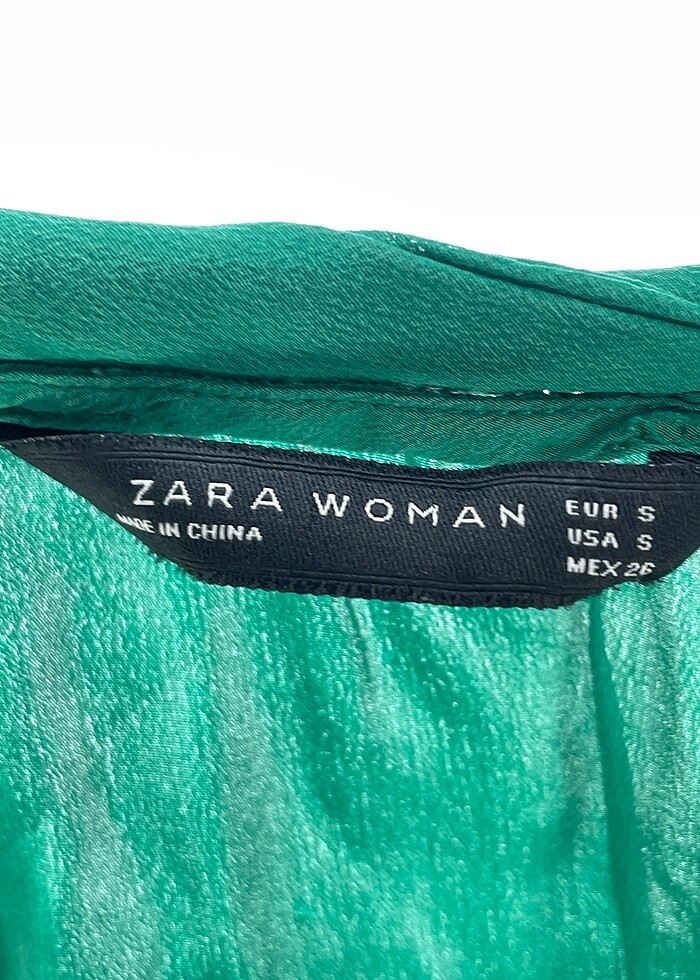 ZARA WOMAN
MADE IN CHINA
EUR S
USA S
MEX 26